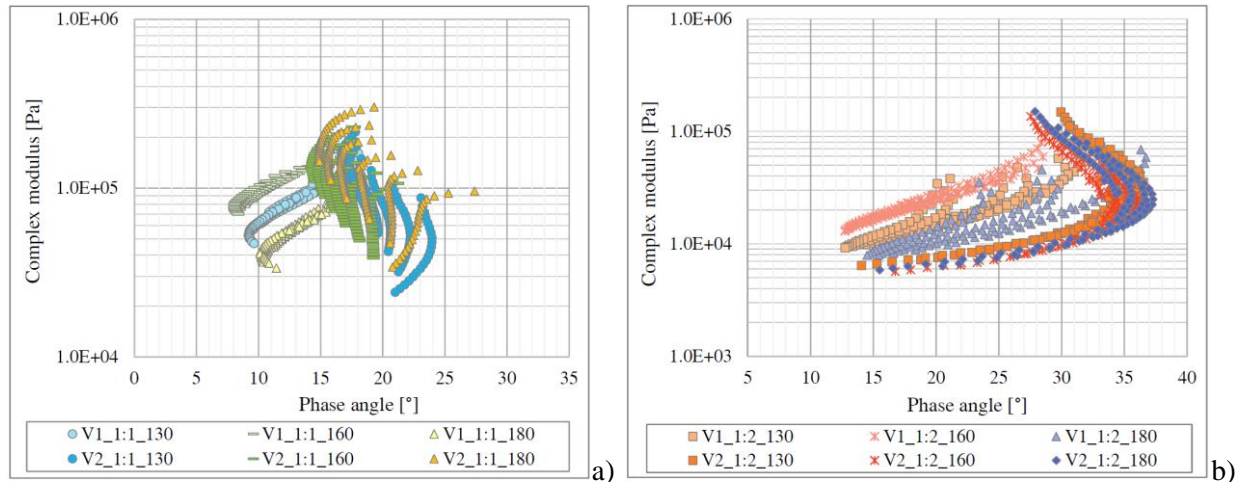 1.0E+06
1.0E+05
1.0E+04
Complex modulus [Pa]
0 5 10 15 20 25 30 35
Phase angle [°]
V1_1:1_130 V1_1:1_160 V1_1:1_180
V2_1:1_130 V2_1:1_160 V2_1:1_180
a)
1.0E+06
1.0E+05
1.0E+04
1.0E+03
Complex modulus [Pa]
5 10 15 20 25 30 35 40
Phase angle [°]
V1_1:2_130 V1_1:2_160 V1_1:2_180
V2_1:2_130 V2_1:2_160 V2_1:2_180
b)